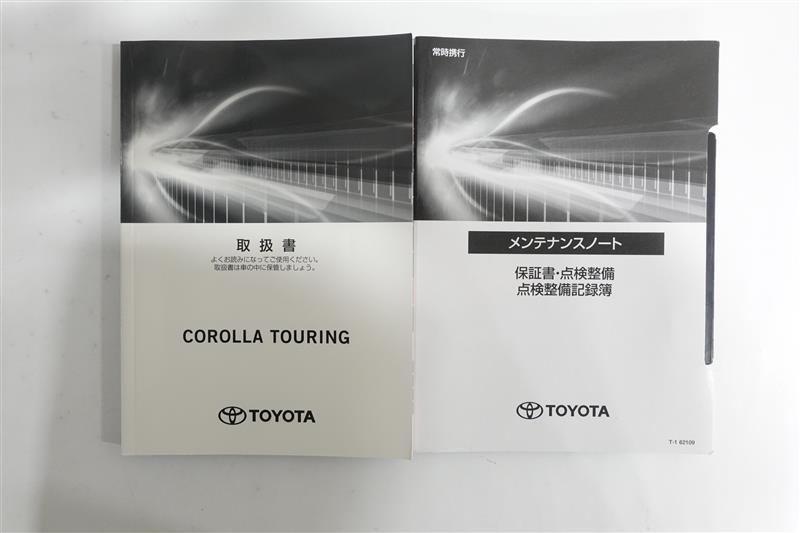 取扱書
よくお読みになってご使用ください。
取扱書は車の中に保管しましょう。
COROLLA TOURING
TOYOTA
常時携行
メンテナンスノート
保証書・点検整備
点検整備記録簿
TOYOTA
T-1 62109